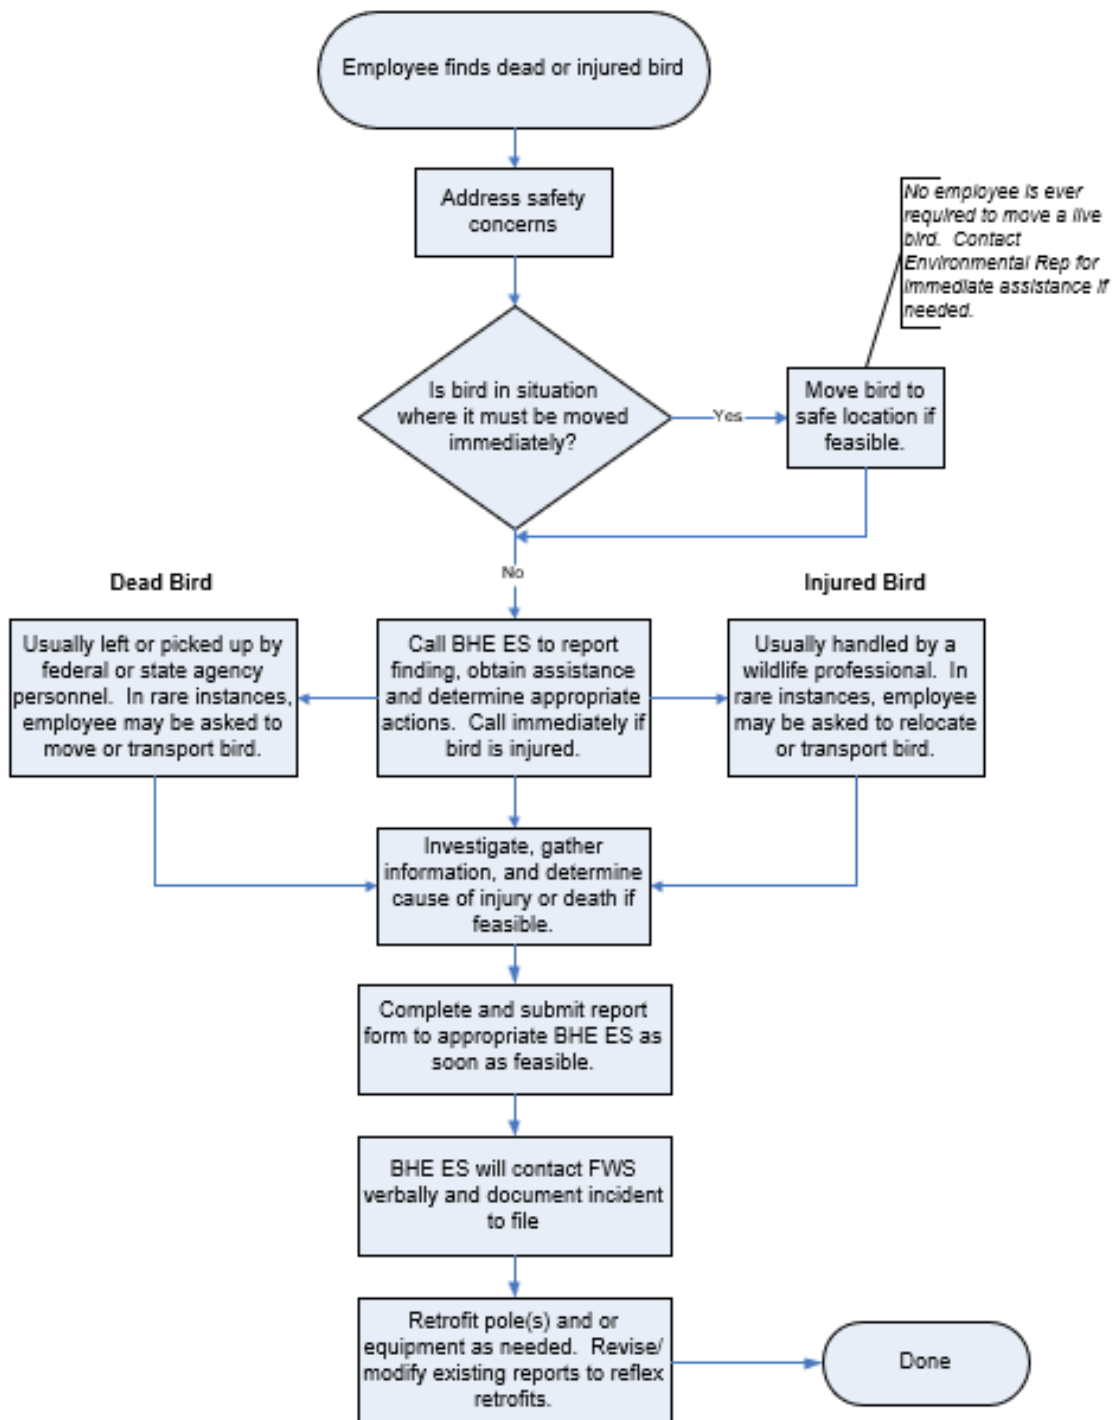 Employee finds dead or injured bird
Address safety
concerns
No employee is ever
required to move a live
bird.  Contact
Environmental Rep for
immediate assistance if
needed.
Is bird in situation
where it must be moved
immediately?
Yes
Move bird to
safe location if
feasible.
No
Dead Bird
Injured Bird
Usually left or picked up by
federal or state agency
personnel.  In rare instances,
employee may be asked to
move or transport bird.
Call BHE ES to report
finding, obtain assistance
and determine appropriate
actions.  Call immediately if
bird is injured.
Usually handled by a
wildlife professional.  In
rare instances, employee
may be asked to relocate
or transport bird.
Investigate, gather
information, and determine
cause of injury or death if
feasible.
Complete and submit report
form to appropriate BHE ES as
soon as feasible.
BHE ES will contact FWS
verbally and document incident
to file
Retrofit pole(s) and or
equipment as needed.  Revise/
modify existing reports to reflex
retrofits.
Done